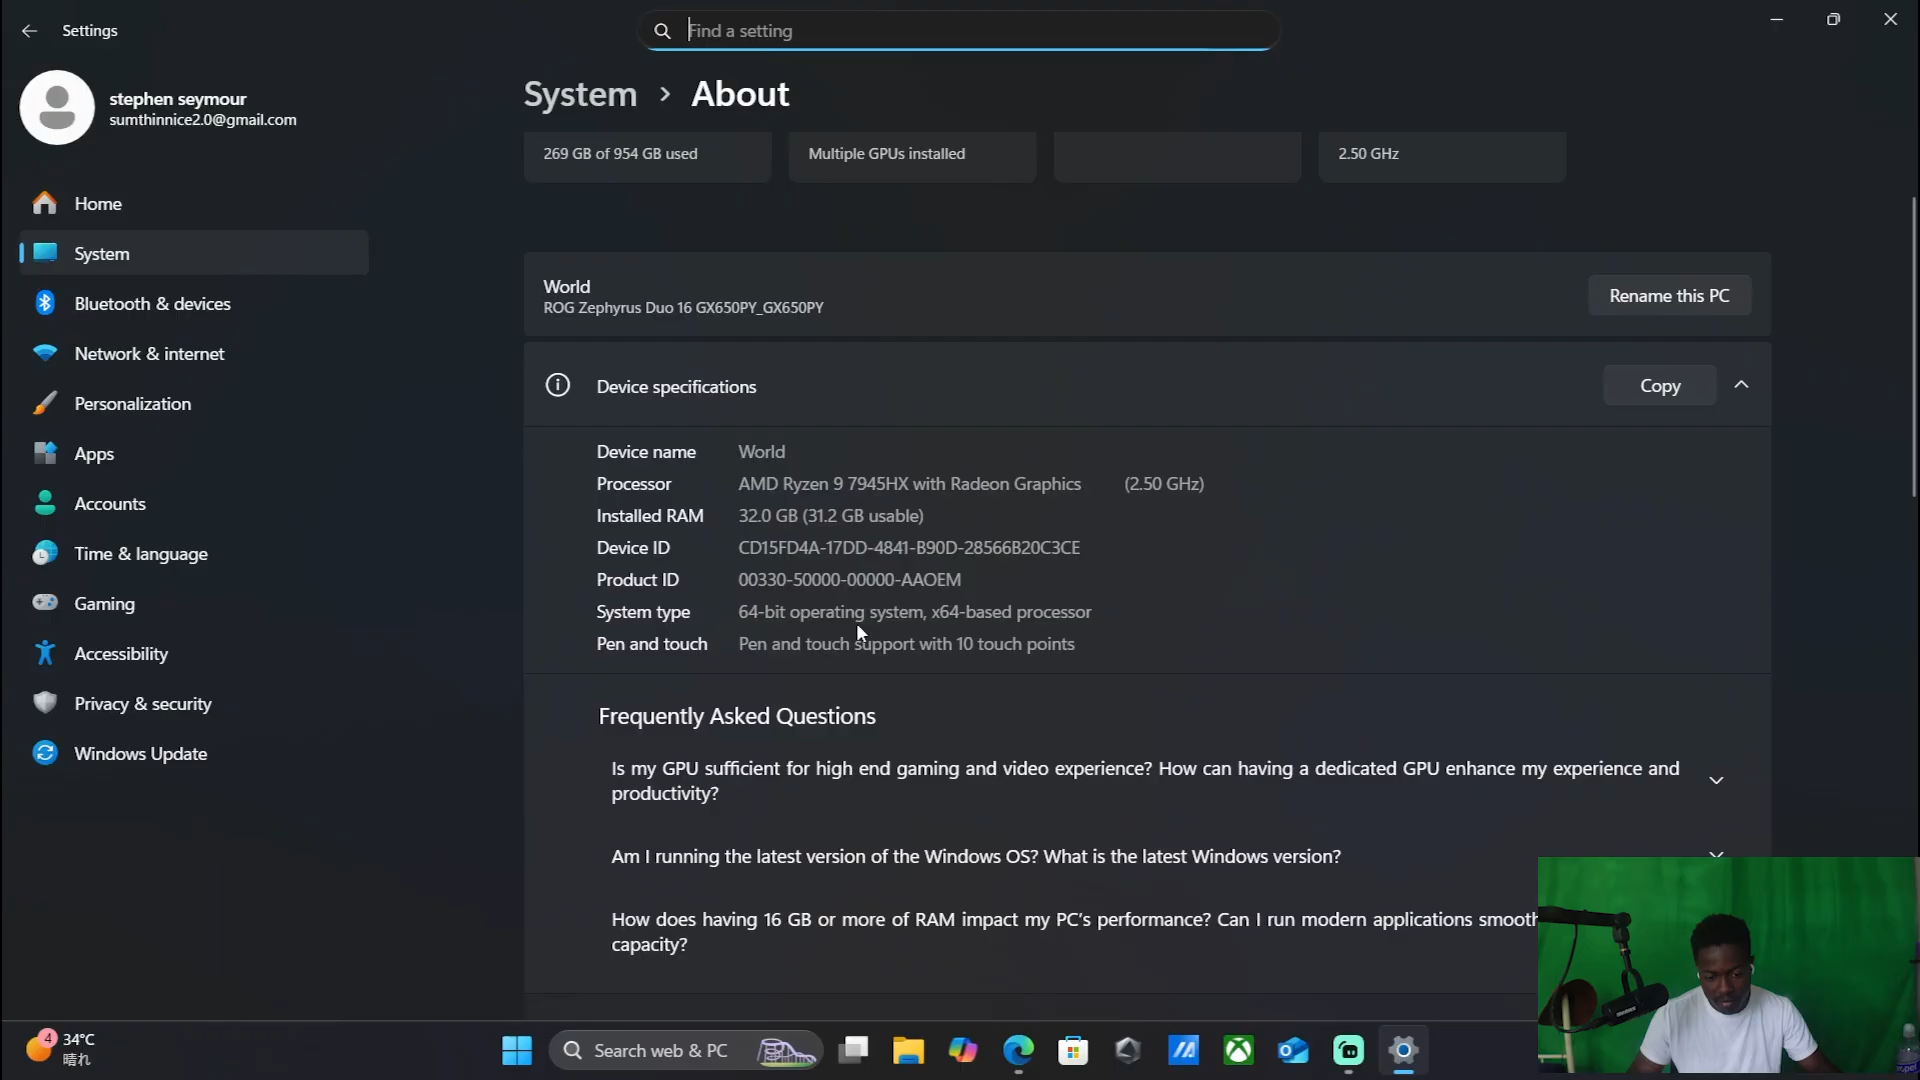 Settings
Find a setting
stephen seymour
sumthinnice2.0@gmail.com
Home
System
Bluetooth & devices
Network & internet
Personalization
Apps
Accounts
Time & language
Gaming
Accessibility
Privacy & security
Windows Update
System > About
269 GB of 954 GB used
Multiple GPUs installed
2.50 GHz
World
ROG Zephyrus Duo 16 GX650PY_GX650PY
Rename this PC
Device specifications
Copy
Device name World
Processor AMD Ryzen 9 7945HX with Radeon Graphics (2.50 GHz)
Installed RAM 32.0 GB (31.2 GB usable)
Device ID CD15FD4A-17DD-4841-B90D-28566B20C3CE
Product ID 00330-50000-00000-AAOEM
System type 64-bit operating system, x64-based processor
Pen and touch Pen and touch support with 10 touch points
Frequently Asked Questions
Is my GPU sufficient for high end gaming and video experience? How can having a dedicated GPU enhance my experience and
productivity?
Am I running the latest version of the Windows OS? What is the latest Windows version?
How does having 16 GB or more of RAM impact my PC's performance? Can I run modern applications smooth
capacity?
4
34°C
晴れ
Search web & PC